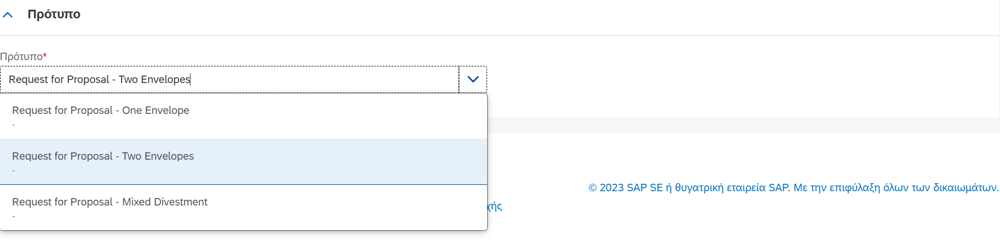 Πρότυπο
Πρότυπο*
Request for Proposal - Two Envelopes
Request for Proposal - One Envelope
-
Request for Proposal - Two Envelopes
-
Request for Proposal - Mixed Divestment
-
© 2023 SAP SE ή θυγατρική εταιρεία SAP. Με την επιφύλαξη όλων των δικαιωμάτων.